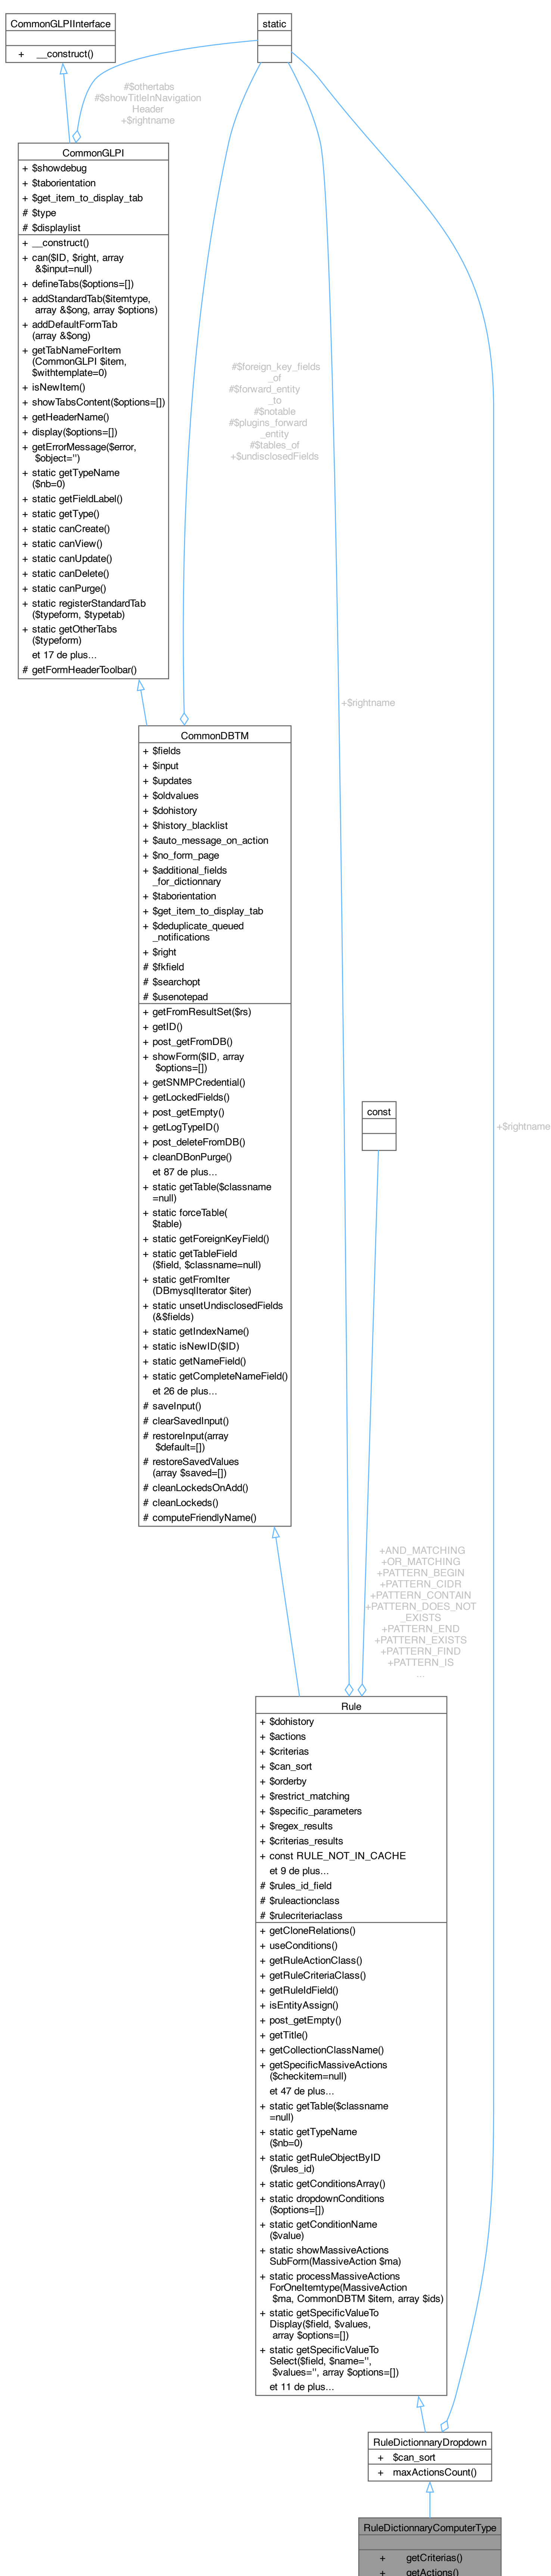 CommonGLPIInterface
+ __construct()
static
#$othertabs
#$showTitleInNavigation
Header
+$rightname
CommonGLPI
+ $showdebug
+ $taborientation
+ $get_item_to_display_tab
# $type
# $displaylist
+ __construct()
+ can($ID, $right, array
&$input=null)
+ defineTabs($options=[])
+ addStandardTab($itemtype,
array &$ong, array $options)
+ addDefaultFormTab
(array &$ong)
+ getTabNameForItem
(CommonGLPI $item,
$withtemplate=0)
+ isNewItem()
+ showTabsContent($options=[])
+ getHeaderName()
+ display($options=[])
+ getErrorMessage($error,
$object='')
+ static getTypeName
($nb=0)
+ static getFieldLabel()
+ static getType()
+ static canCreate()
+ static canView()
+ static canUpdate()
+ static canDelete()
+ static canPurge()
+ static registerStandardTab
($typeform, $typetab)
+ static getOtherTabs
($typeform)
et 17 de plus...
# getFormHeaderToolbar()
#$foreign_key_fields
_of
#$forward_entity
_to
#$notable
#$plugins_forward
_entity
#$tables_of
+$undisclosedFields
+$rightname
CommonDBTM
+ $fields
+ $input
+ $updates
+ $oldvalues
+ $dohistory
+ $history_blacklist
+ $auto_message_on_action
+ $no_form_page
+ $additional_fields
_for_dictionnary
+ $taborientation
+ $get_item_to_display_tab
+ $deduplicate_queued
_notifications
+ $right
# $fkfield
# $searchopt
# $usenotepad
+ getFromResultSet($rs)
+ getID()
+ post_getFromDB()
+ showForm($ID, array
$options=[])
+ getSNMPCredential()
+ getLockedFields()
+ post_getEmpty()
+ getLogTypeID()
+ post_deleteFromDB()
+ cleanDBonPurge()
et 87 de plus...
+ static getTable($classname
=null)
+ static forceTable(
$table)
+ static getForeignKeyField()
+ static getTableField
($field, $classname=null)
+ static getFromIter
(DBmysqlIterator $iter)
+ static unsetUndisclosedFields
(&$fields)
+ static getIndexName()
+ static isNewID($ID)
+ static getNameField()
+ static getCompleteNameField()
et 26 de plus...
# saveInput()
# clearSavedInput()
# restoreInput(array
$default=[])
# restoreSavedValues
(array $saved=[])
# cleanLockedsOnAdd()
# cleanLockeds()
# computeFriendlyName()
const
+$rightname
+AND_MATCHING
+OR_MATCHING
+PATTERN_BEGIN
+PATTERN_CIDR
+PATTERN_CONTAIN
+PATTERN_DOES_NOT
_EXISTS
+PATTERN_END
+PATTERN_EXISTS
+PATTERN_FIND
+PATTERN_IS
...
Rule
+ $dohistory
+ $actions
+ $criterias
+ $can_sort
+ $orderby
+ $restrict_matching
+ $specific_parameters
+ $regex_results
+ $criterias_results
+ const RULE_NOT_IN_CACHE
et 9 de plus...
# $rules_id_field
# $ruleactionclass
# $rulecriteriaclass
+ getCloneRelations()
+ useConditions()
+ getRuleActionClass()
+ getRuleCriteriaClass()
+ getRuleIdField()
+ isEntityAssign()
+ post_getEmpty()
+ getTitle()
+ getCollectionClassName()
+ getSpecificMassiveActions
($checkitem=null)
et 47 de plus...
+ static getTable($classname
=null)
+ static getTypeName
($nb=0)
+ static getRuleObjectByID
($rules_id)
+ static getConditionsArray()
+ static dropdownConditions
($options=[])
+ static getConditionName
($value)
+ static showMassiveActions
SubForm(MassiveAction $ma)
+ static processMassiveActions
ForOneItemtype(MassiveAction
$ma, CommonDBTM $item, array $ids)
+ static getSpecificValueTo
Display($field, $values,
array $options=[])
+ static getSpecificValueTo
Select($field, $name='',
$values='', array $options=[])
et 11 de plus...
RuleDictionnaryDropdown
+ $can_sort
+ maxActionsCount()
RuleDictionnaryComputerType
+ getCriterias()
+ getActions()